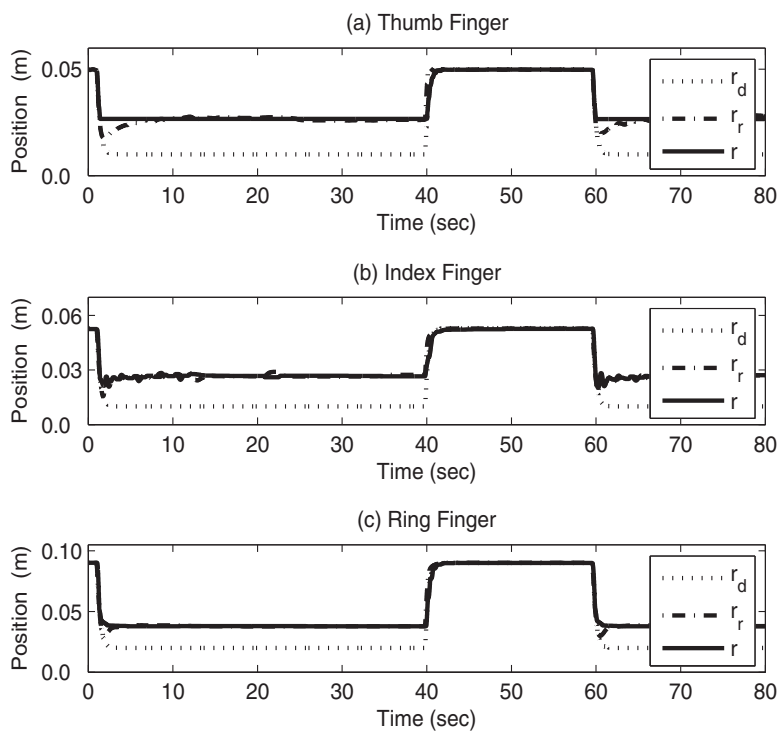 (a) Thumb Finger
Position (m)
0.05
0.0
r_d
r_r
r
0 10 20 30 40 50 60 70 80
Time (sec)
(b) Index Finger
Position (m)
0.06
0.03
0.0
r_d
r_r
r
0 10 20 30 40 50 60 70 80
Time (sec)
(c) Ring Finger
Position (m)
0.10
0.05
0.0
r_d
r_r
r
0 10 20 30 40 50 60 70 80
Time (sec)